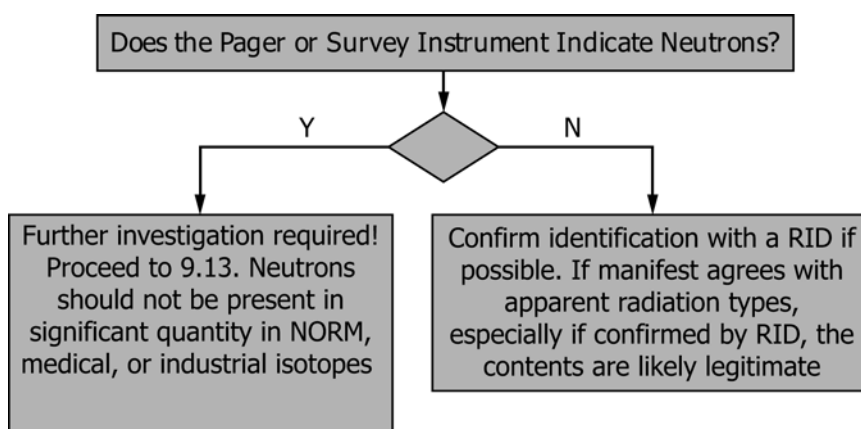 Does the Pager or Survey Instrument Indicate Neutrons?
Y
N
Further investigation required!
Proceed to 9.13. Neutrons
should not be present in
significant quantity in NORM,
medical, or industrial isotopes
Confirm identification with a RID if
possible. If manifest agrees with
apparent radiation types,
especially if confirmed by RID, the
contents are likely legitimate